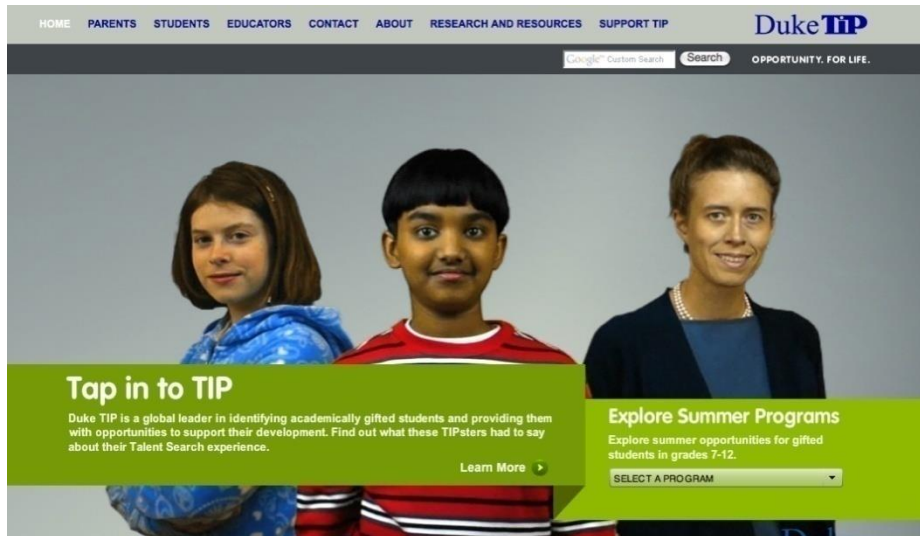 HOME PARENTS STUDENTS EDUCATORS CONTACT ABOUT RESEARCH AND RESOURCES SUPPORT TIP
Duke TiP
Google™ Custom Search Search OPPORTUNITY. FOR LIFE.
Tap in to TIP
Duke TIP is a global leader in identifying academically gifted students and providing them
with opportunities to support their development. Find out what these TIPsters had to say
about their Talent Search experience.
Learn More
Explore Summer Programs
Explore summer opportunities for gifted
students in grades 7-12.
SELECT A PROGRAM